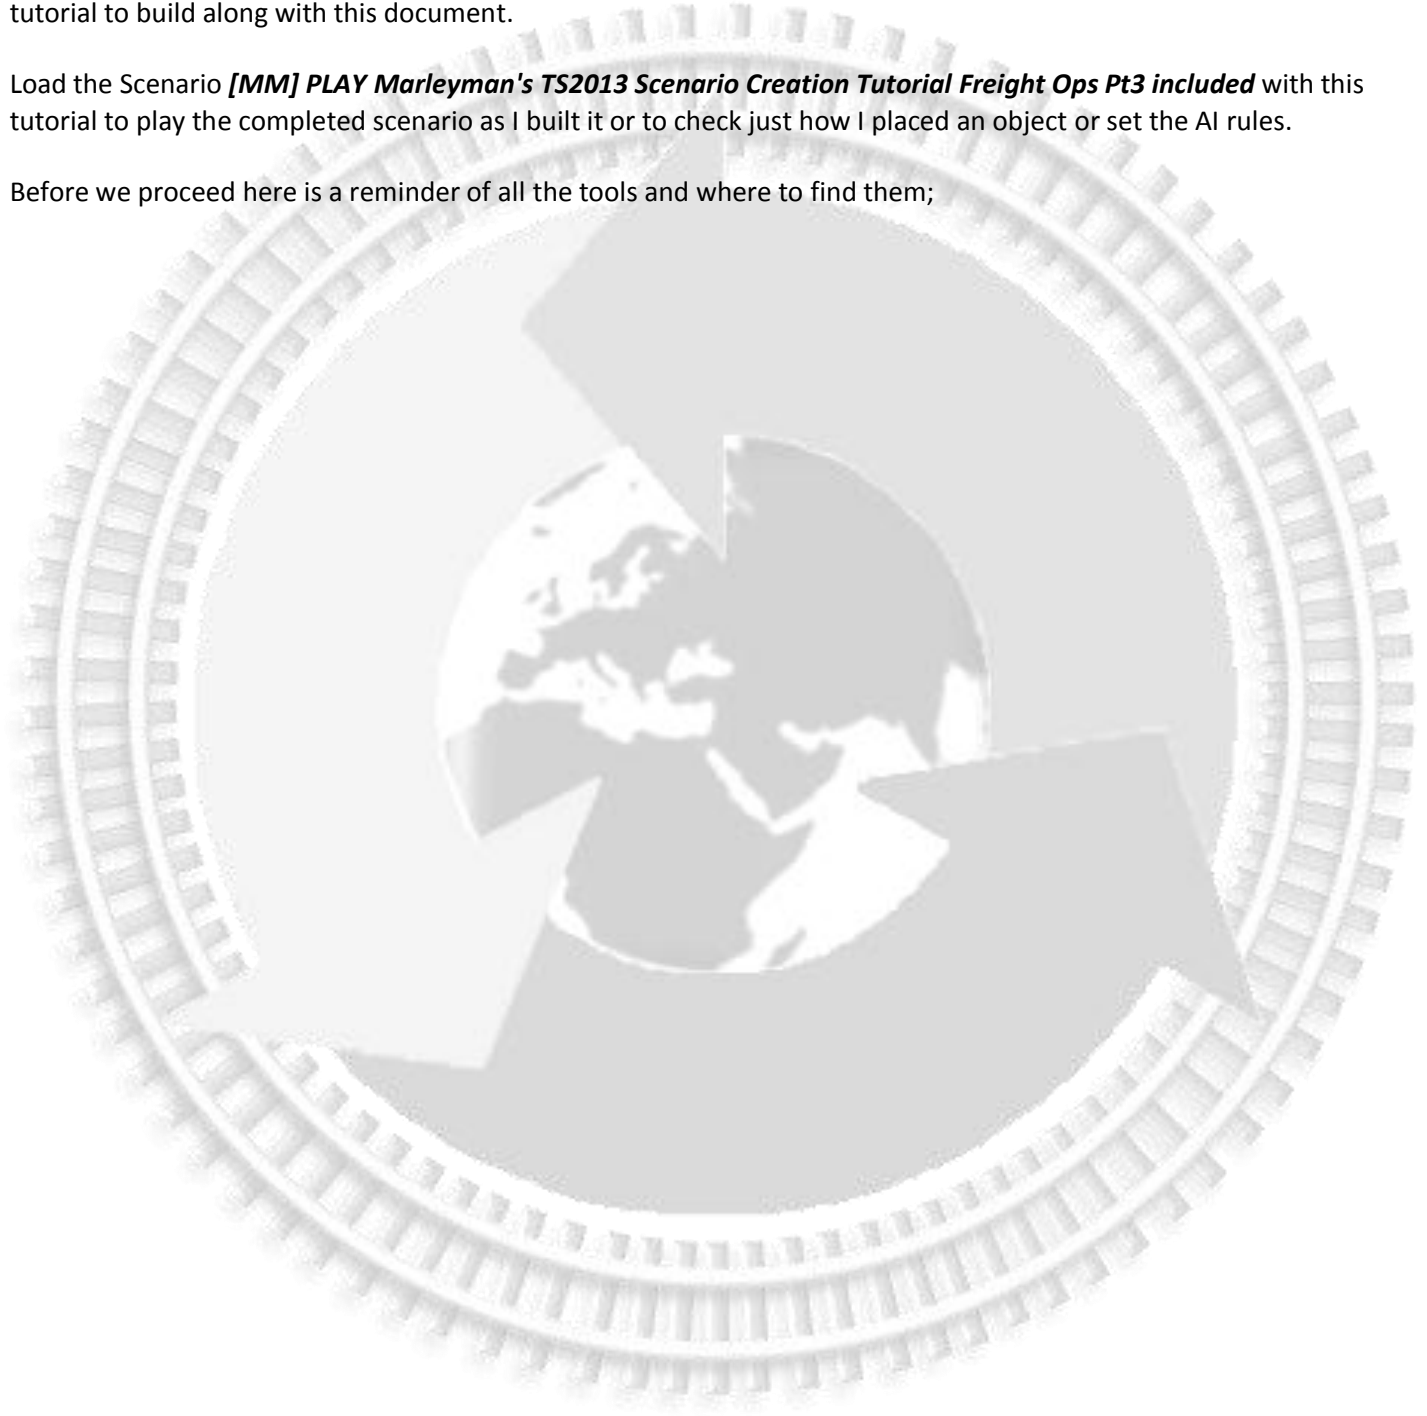 tutorial to build along with this document.
Load the Scenario [MM] PLAY Marleyman's TS2013 Scenario Creation Tutorial Freight Ops Pt3 included with this
tutorial to play the completed scenario as I built it or to check just how I placed an object or set the AI rules.
Before we proceed here is a reminder of all the tools and where to find them;